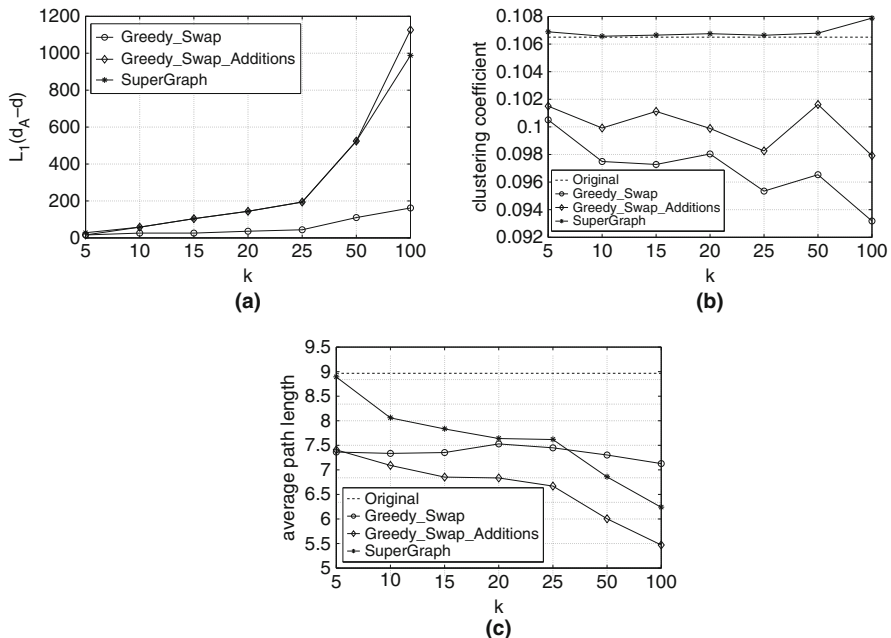 1200
1000
800
600
400
200
0
L1(dA–d)
Greedy_Swap
Greedy_Swap_Additions
SuperGraph
5 10 15 20 25 50 100
k
(a)
0.108
0.106
0.104
0.102
0.1
0.098
0.096
0.094
0.092
clustering coefficient
Original
Greedy_Swap
Greedy_Swap_Additions
SuperGraph
5 10 15 20 25 50 100
k
(b)
9.5
9
8.5
8
7.5
7
6.5
6
5.5
5
average path length
Original
Greedy_Swap
Greedy_Swap_Additions
SuperGraph
5 10 15 20 25 50 100
k
(c)